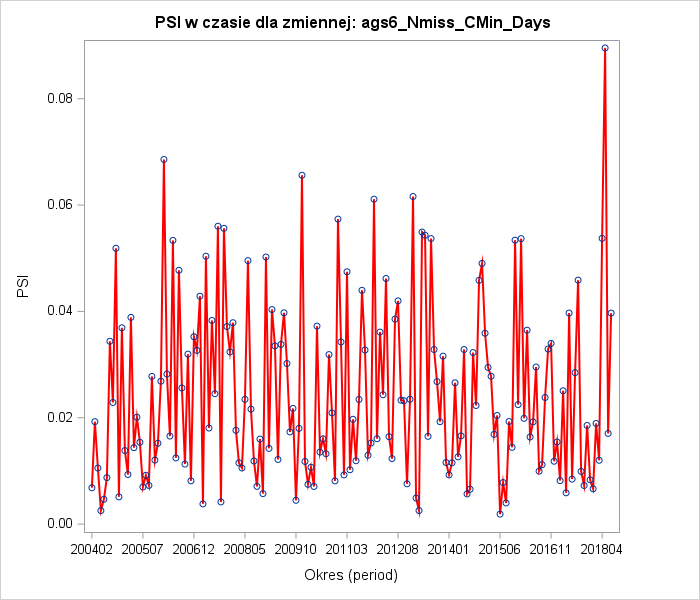 PSI w czasie dla zmiennej: ags6_Nmiss_CMin_Days
0.08
0.06
0.04
0.02
0.00
PSI
200402 200507 200612 200805 200910 201103 201208 201401 201506 201611 201804
Okres (period)